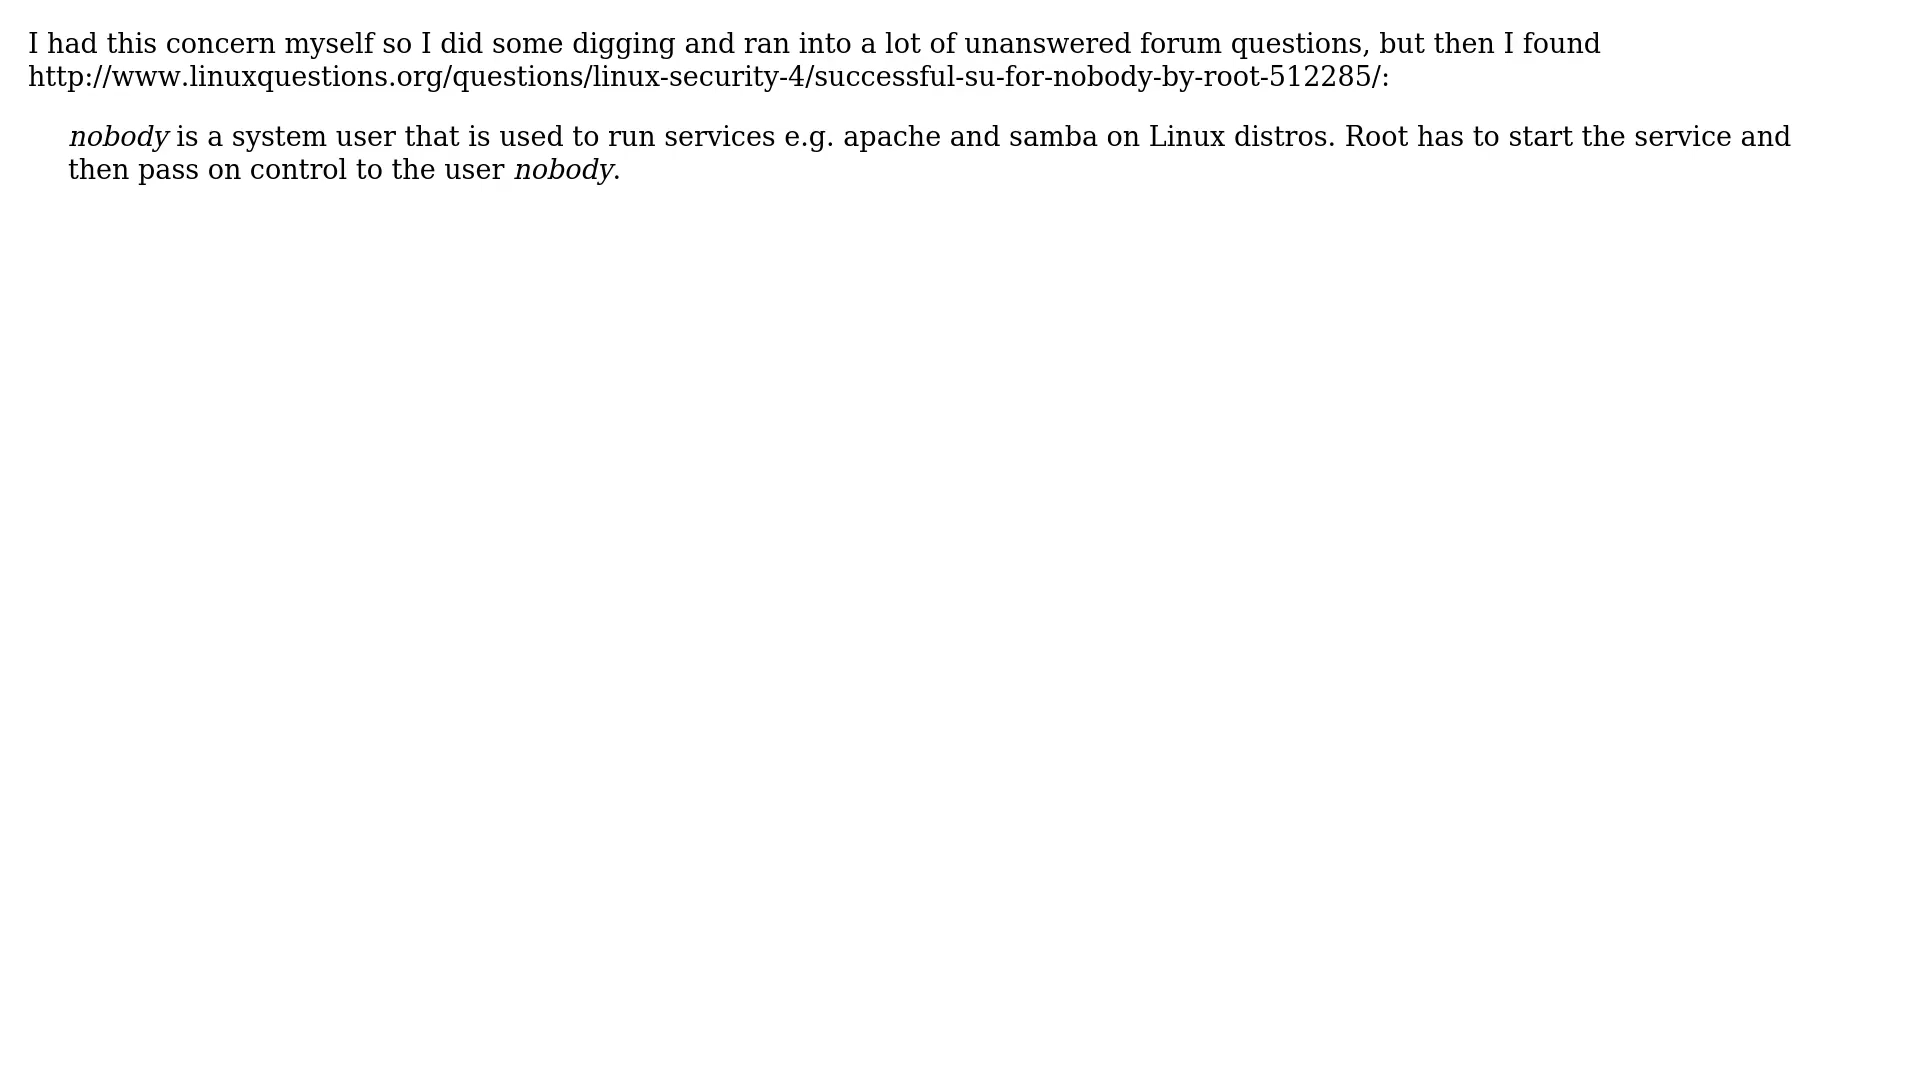 I had this concern myself so I did some digging and ran into a lot of unanswered forum questions, but then I found
http://www.linuxquestions.org/questions/linux-security-4/successful-su-for-nobody-by-root-512285/:
nobody is a system user that is used to run services e.g. apache and samba on Linux distros. Root has to start the service and
then pass on control to the user nobody.